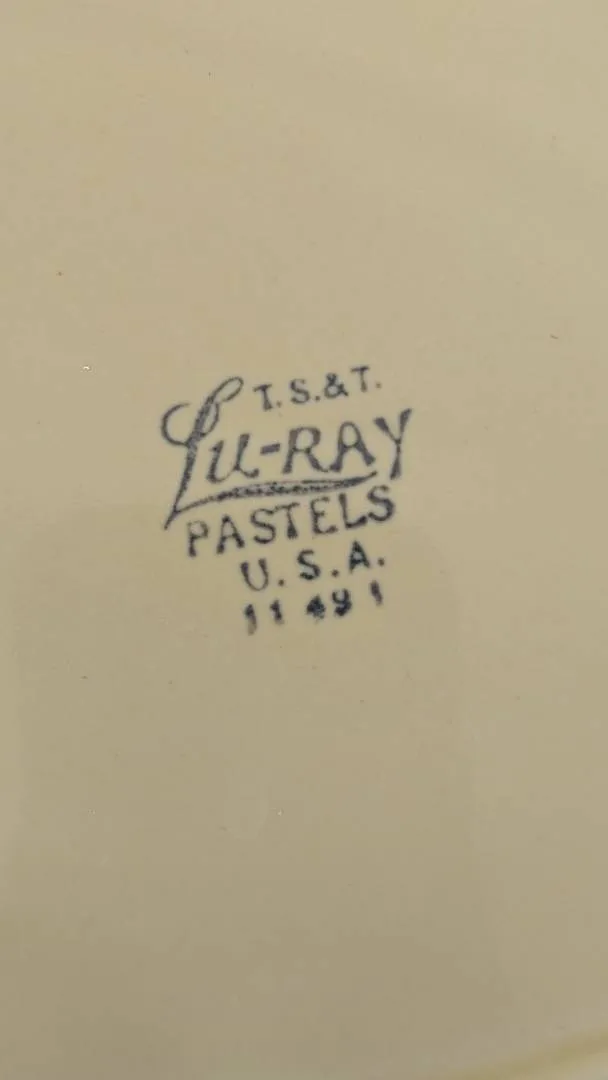 T.S.&T.
Lu-RAY
PASTELS
U.S.A.
11 49 1